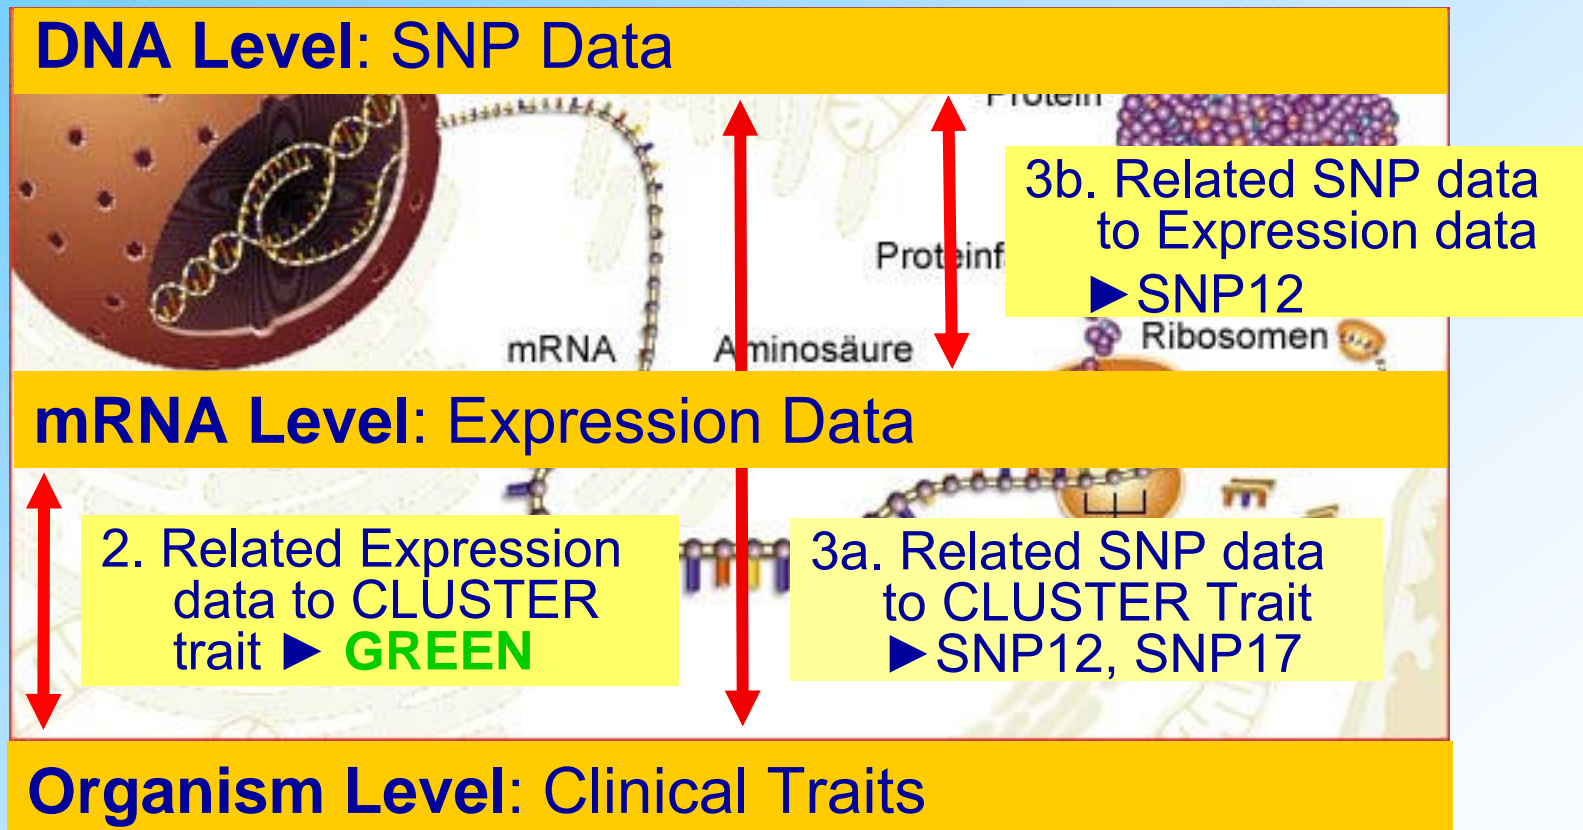 DNA Level: SNP Data
Protein
3b. Related SNP data
to Expression data
►SNP12
mRNA
Aminosäure
Ribosomen
mRNA Level: Expression Data
2. Related Expression
data to CLUSTER
trait ► GREEN
3a. Related SNP data
to CLUSTER Trait
►SNP12, SNP17
Organism Level: Clinical Traits